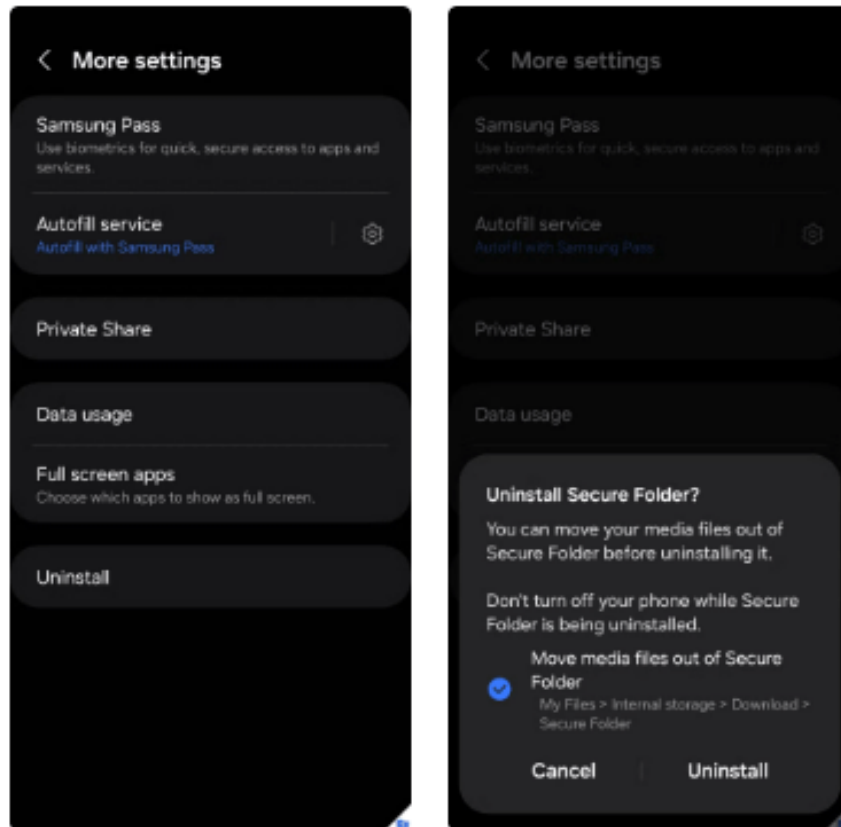 More settings
Samsung Pass
Use biometrics for quick, secure access to apps and
services.
Autofill service
Autofill with Samsung Pass
Private Share
Data usage
Full screen apps
Choose which apps to show as full screen.
Uninstall
More settings
Samsung Pass
Use biometrics for quick, secure access to apps and
services.
Autofill service
Autofill with Samsung Pass
Private Share
Data usage
Uninstall Secure Folder?
You can move your media files out of
Secure Folder before uninstalling it.
Don't turn off your phone while Secure
Folder is being uninstalled.
Move media files out of Secure
Folder
My Files > Internal storage > Download >
Secure Folder
Cancel
Uninstall